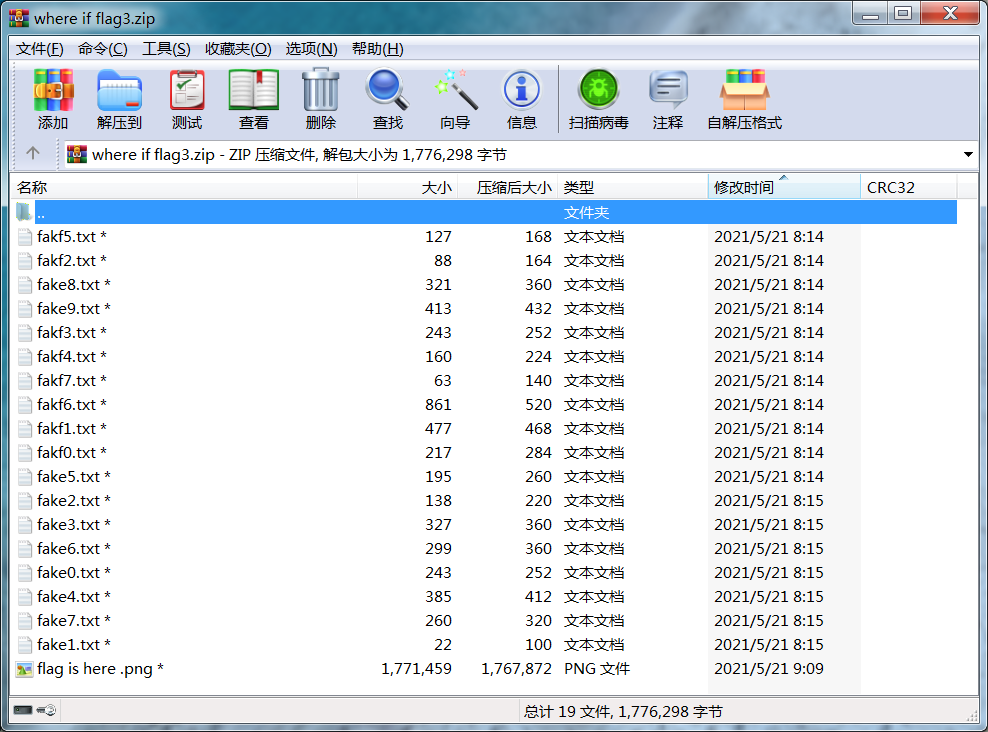 where if flag3.zip
文件(F) 命令(C) 工具(S) 收藏夹(O) 选项(N) 帮助(H)
添加 解压到 测试 查看 删除 查找 向导 信息 扫描病毒 注释 自解压格式
where if flag3.zip - ZIP 压缩文件, 解包大小为 1,776,298 字节
名称 大小 压缩后大小 类型 修改时间 CRC32
.. 文件夹
fakf5.txt * 127 168 文本文档 2021/5/21 8:14
fakf2.txt * 88 164 文本文档 2021/5/21 8:14
fake8.txt * 321 360 文本文档 2021/5/21 8:14
fake9.txt * 413 432 文本文档 2021/5/21 8:14
fakf3.txt * 243 252 文本文档 2021/5/21 8:14
fakf4.txt * 160 224 文本文档 2021/5/21 8:14
fakf7.txt * 63 140 文本文档 2021/5/21 8:14
fakf6.txt * 861 520 文本文档 2021/5/21 8:14
fakf1.txt * 477 468 文本文档 2021/5/21 8:14
fakf0.txt * 217 284 文本文档 2021/5/21 8:14
fake5.txt * 195 260 文本文档 2021/5/21 8:14
fake2.txt * 138 220 文本文档 2021/5/21 8:15
fake3.txt * 327 360 文本文档 2021/5/21 8:15
fake6.txt * 299 360 文本文档 2021/5/21 8:15
fake0.txt * 243 252 文本文档 2021/5/21 8:15
fake4.txt * 385 412 文本文档 2021/5/21 8:15
fake7.txt * 260 320 文本文档 2021/5/21 8:15
fake1.txt * 22 100 文本文档 2021/5/21 8:15
flag is here .png * 1,771,459 1,767,872 PNG 文件 2021/5/21 9:09
总计 19 文件, 1,776,298 字节